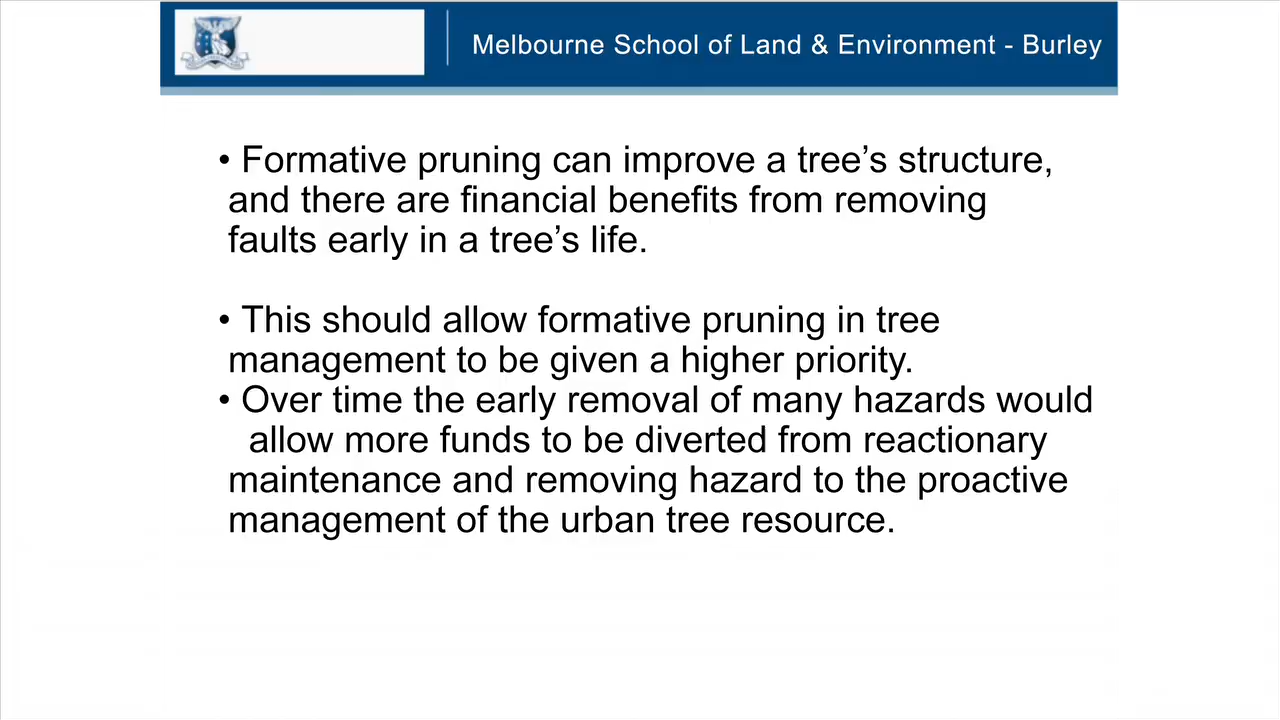 Melbourne School of Land & Environment - Burley
• Formative pruning can improve a tree’s structure,
and there are financial benefits from removing
faults early in a tree’s life.
• This should allow formative pruning in tree
management to be given a higher priority.
• Over time the early removal of many hazards would
allow more funds to be diverted from reactionary
maintenance and removing hazard to the proactive
management of the urban tree resource.